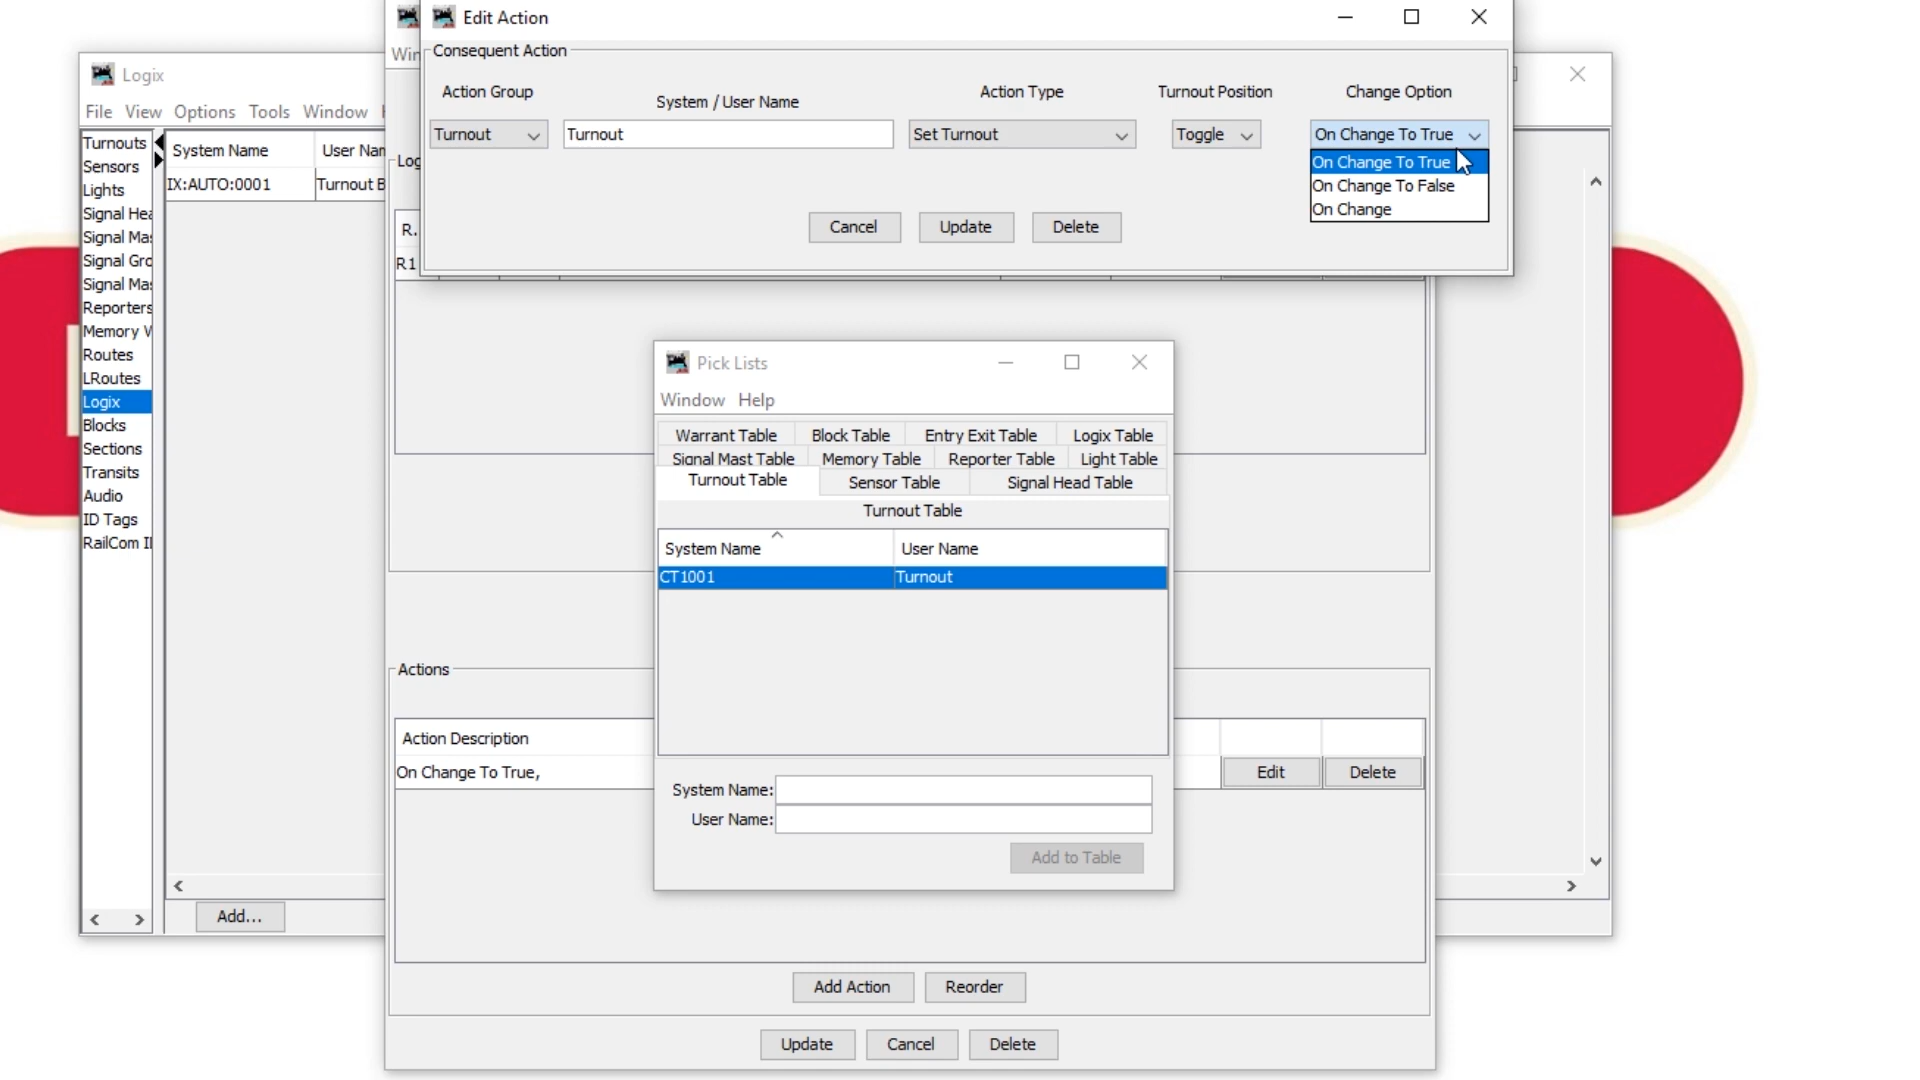 Edit Action
Consequent Action
Action Group
System / User Name
Action Type
Turnout Position
Change Option
Turnout
Turnout
Set Turnout
Toggle
On Change To True
On Change To True
On Change To False
On Change
Cancel
Update
Delete
Logix
File View Options Tools Window
Turnouts
Sensors
Lights
Signal Hea
Signal Ma
Signal Gro
Signal Ma
Reporters
Memory V
Routes
LRoutes
Logix
Blocks
Sections
Transits
Audio
ID Tags
RailCom I
System Name
User Nam
IX:AUTO:0001
Turnout B
Add...
Win
Log
R.
R1
Pick Lists
Window Help
Warrant Table Block Table Entry Exit Table Logix Table
Signal Mast Table Memory Table Reporter Table Light Table
Turnout Table Sensor Table Signal Head Table
Turnout Table
System Name User Name
CT1001 Turnout
System Name:
User Name:
Add to Table
Actions
Action Description
On Change To True,
Edit
Delete
Add Action
Reorder
Update
Cancel
Delete